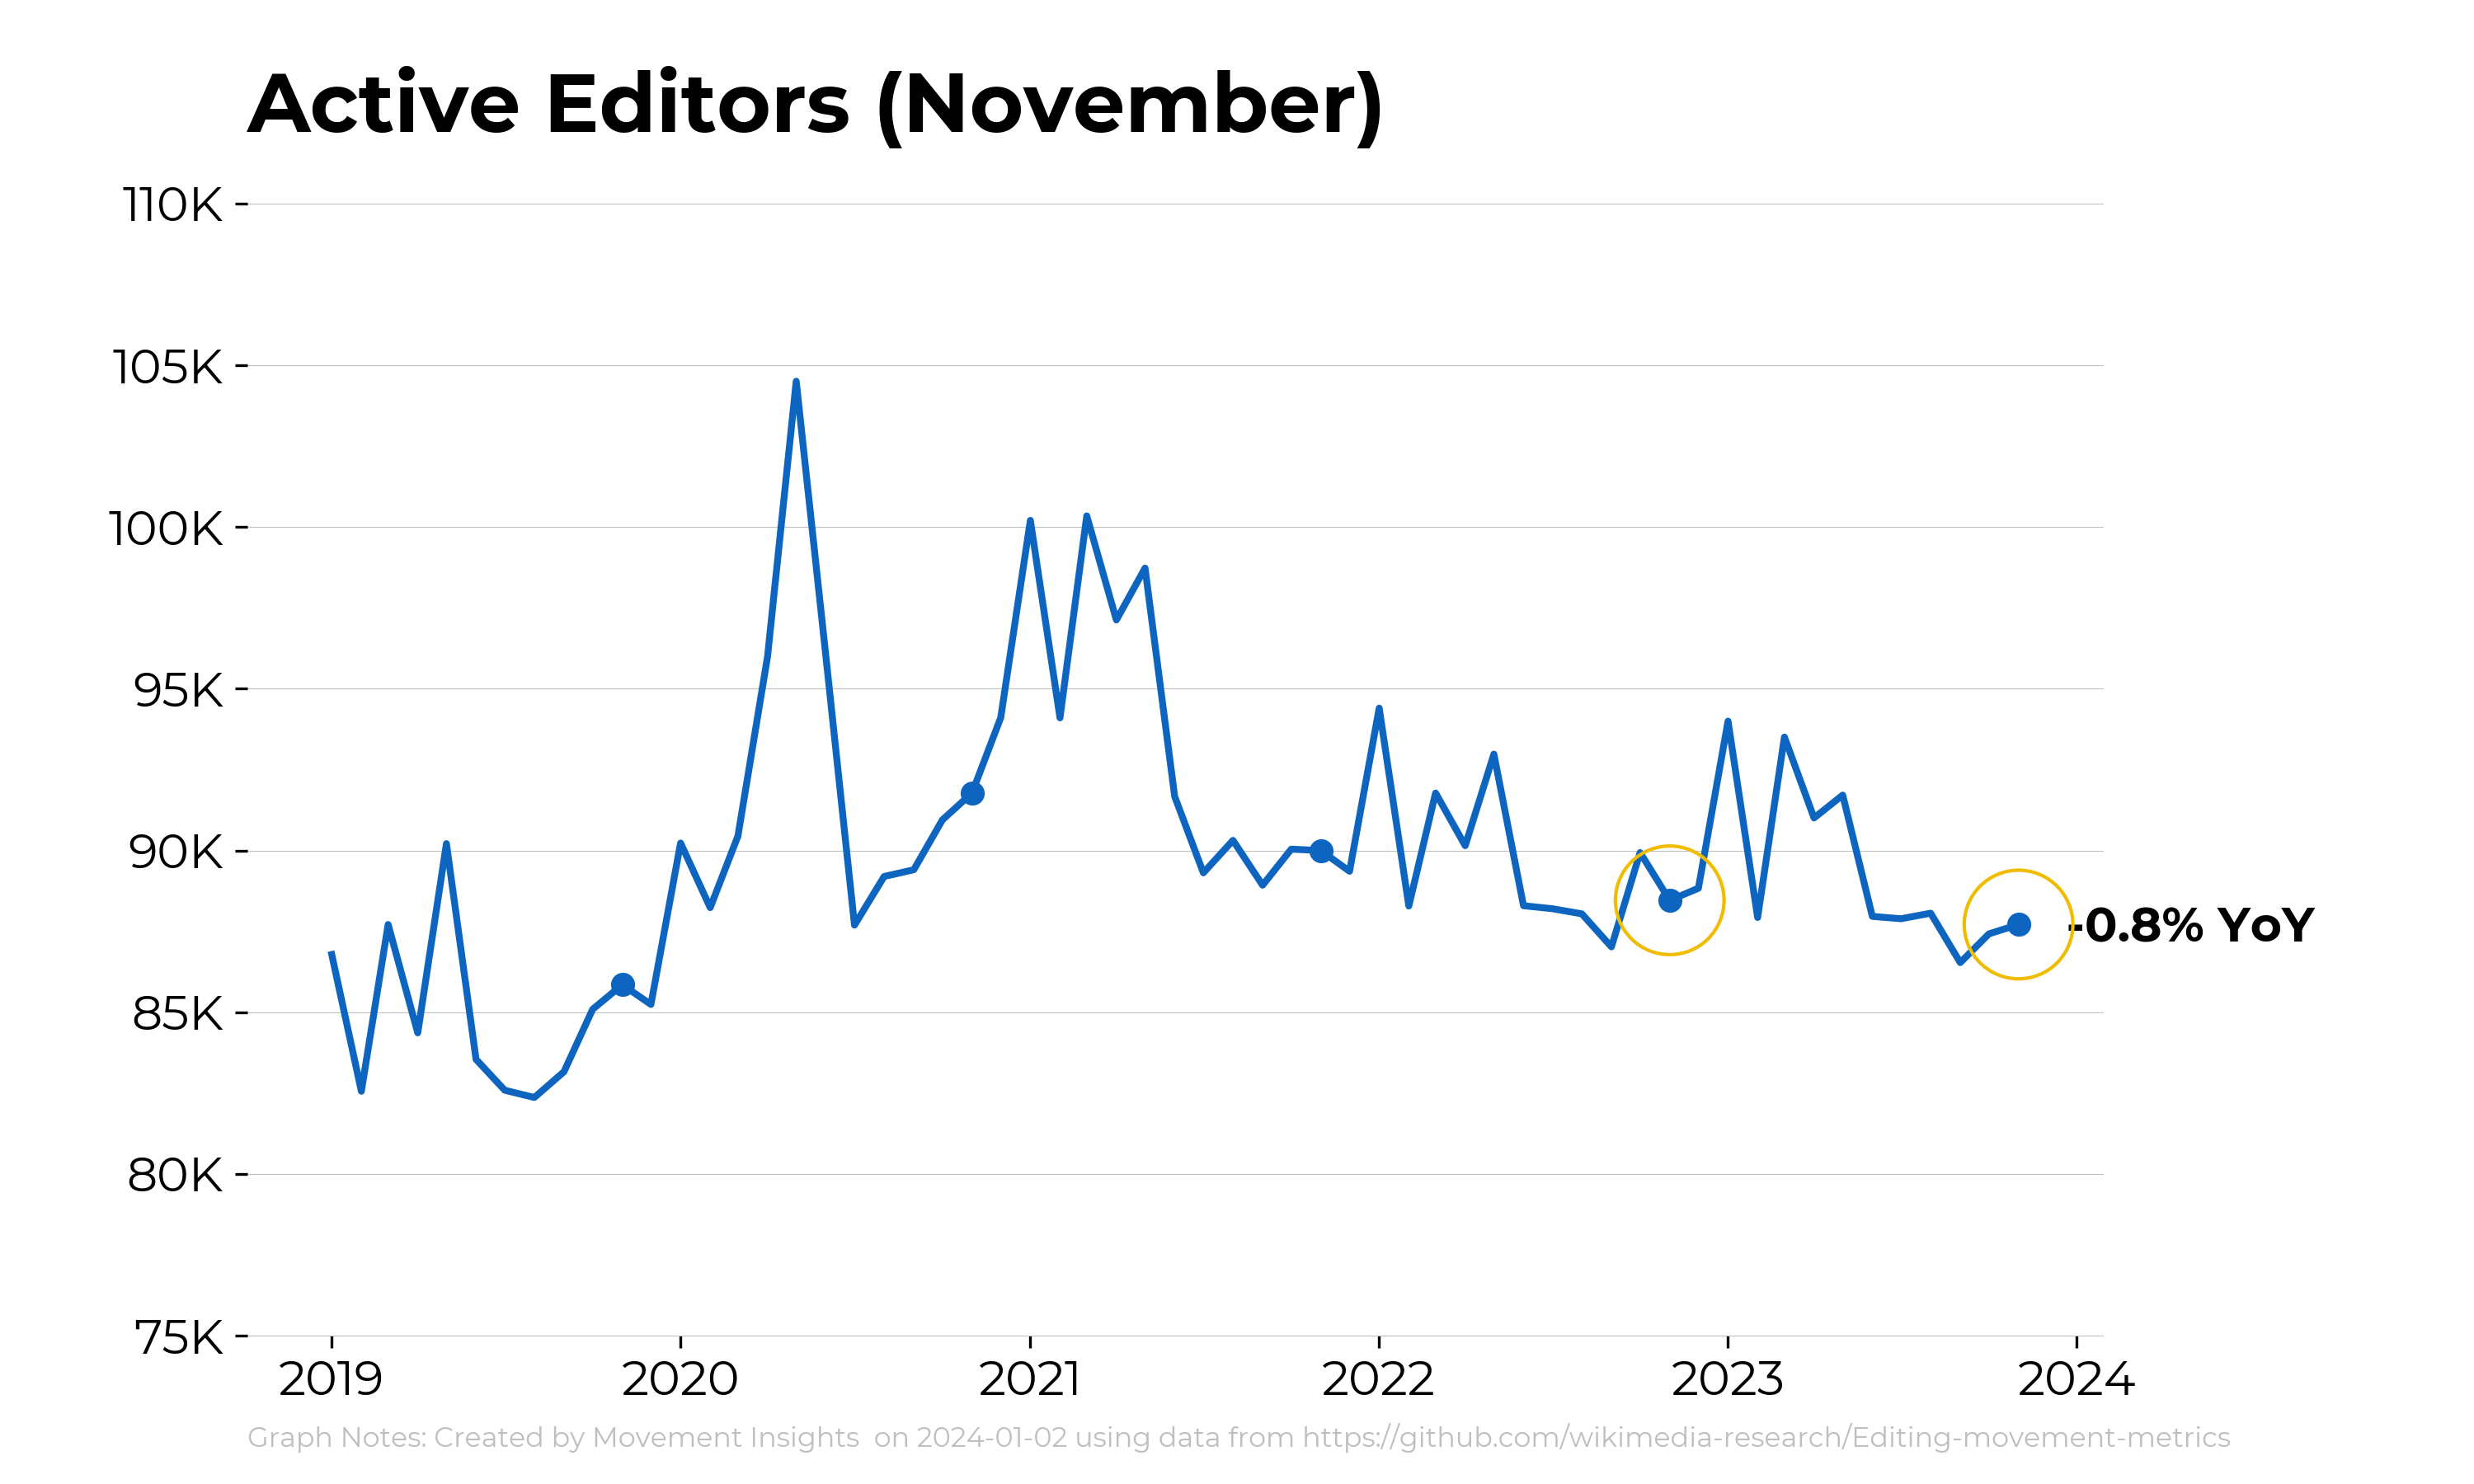 Active Editors (November)
110K
105K
100K
95K
90K
-0.8% YoY
85K
80K
75K
2019 2020 2021 2022 2023 2024
Graph Notes: Created by Movement Insights  on 2024-01-02 using data from https://github.com/wikimedia-research/Editing-movement-metrics